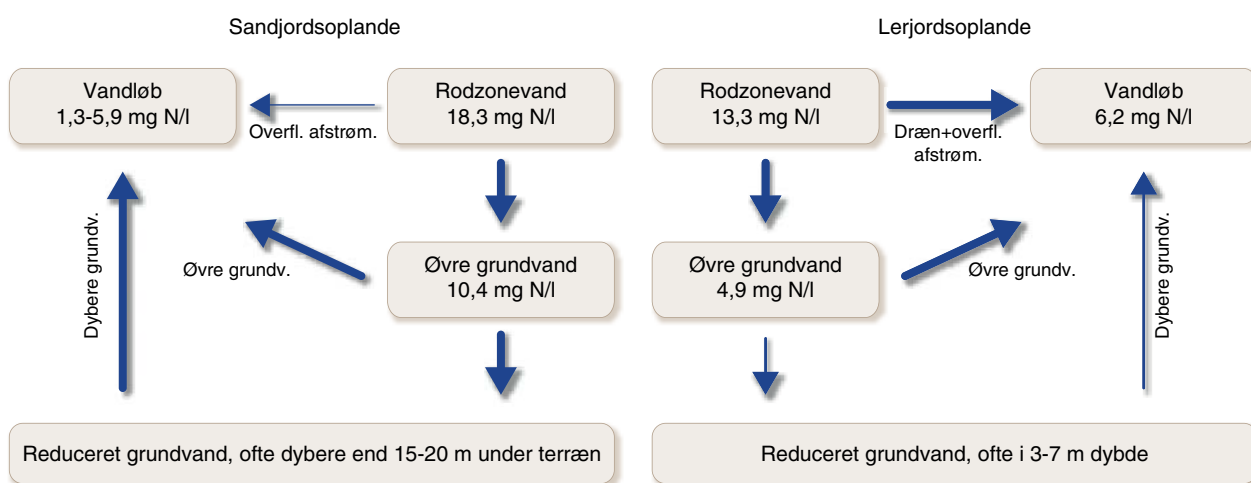 Sandjordsoplande
Vandløb
1,3-5,9 mg N/l
Rodzonevand
18,3 mg N/l
Overfl. afstrøm.
Dybere grundv.
Øvre grundv.
Øvre grundvand
10,4 mg N/l
Reduceret grundvand, ofte dybere end 15-20 m under terræn
Lerjordsoplande
Rodzonevand
13,3 mg N/l
Vandløb
6,2 mg N/l
Dræn+overfl.
afstrøm.
Øvre grundvand
4,9 mg N/l
Øvre grundv.
Dybere grundv.
Reduceret grundvand, ofte i 3-7 m dybde